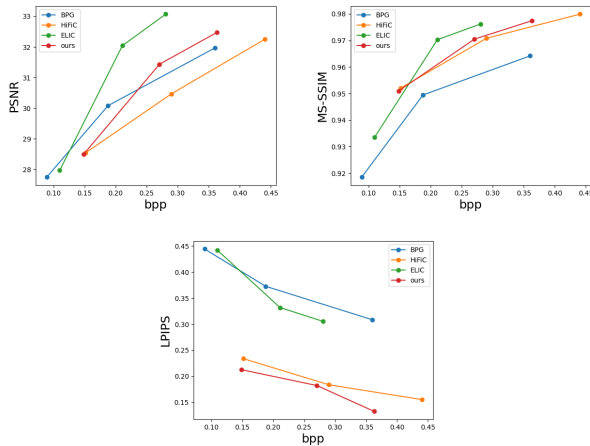 33
32
31
30
29
28
PSNR
0.10 0.15 0.20 0.25 0.30 0.35 0.40 0.45
bpp
BPG
HiFiC
ELIC
ours
0.98
0.97
0.96
0.95
0.94
0.93
0.92
MS-SSIM
0.10 0.15 0.20 0.25 0.30 0.35 0.40 0.45
bpp
BPG
HiFiC
ELIC
ours
0.45
0.40
0.35
0.30
0.25
0.20
0.15
LPIPS
0.10 0.15 0.20 0.25 0.30 0.35 0.40 0.45
bpp
BPG
HiFiC
ELIC
ours